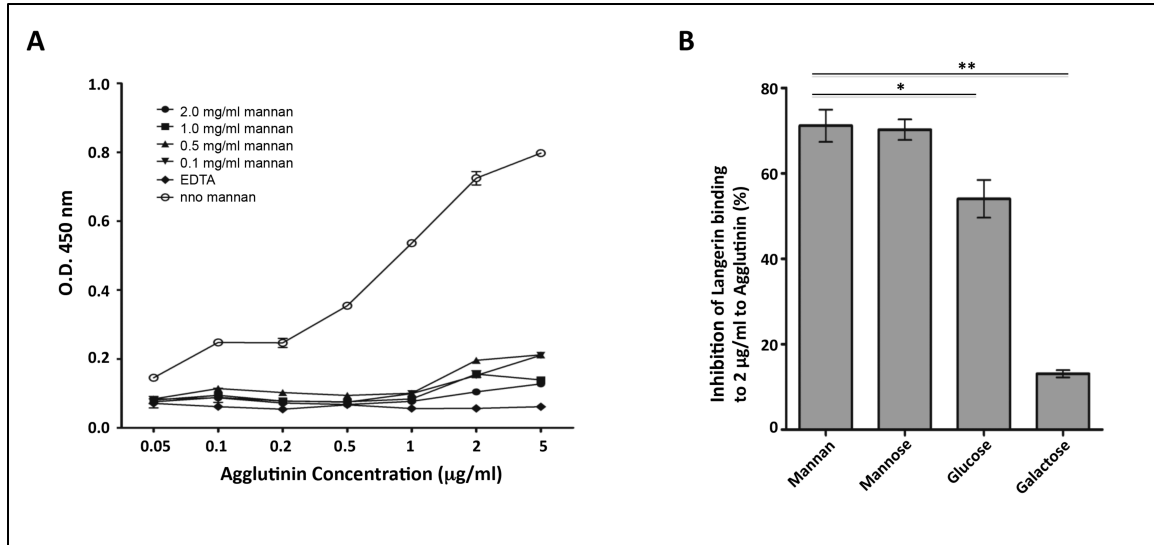 A
1.0
0.8
0.6
0.4
0.2
0.0
O.D. 450 nm
2.0 mg/ml mannan
1.0 mg/ml mannan
0.5 mg/ml mannan
0.1 mg/ml mannan
EDTA
nno mannan
0.05 0.1 0.2 0.5 1 2 5
Agglutinin Concentration (µg/ml)
B
**
*
80
60
40
20
0
Inhibition of Langerin binding
to 2 µg/ml to Agglutinin (%)
Mannan
Mannose
Glucose
Galactose